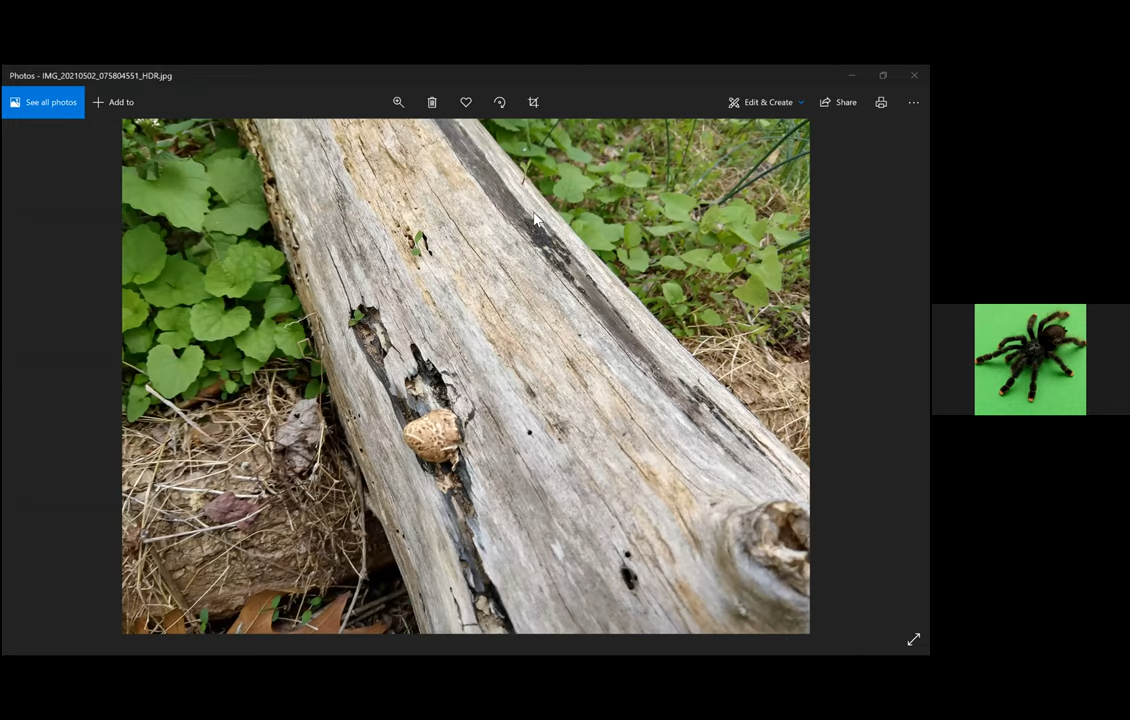 Photos - IMG_20210502_075804551_HDR.jpg
See all photos
Add to
Edit & Create
Share